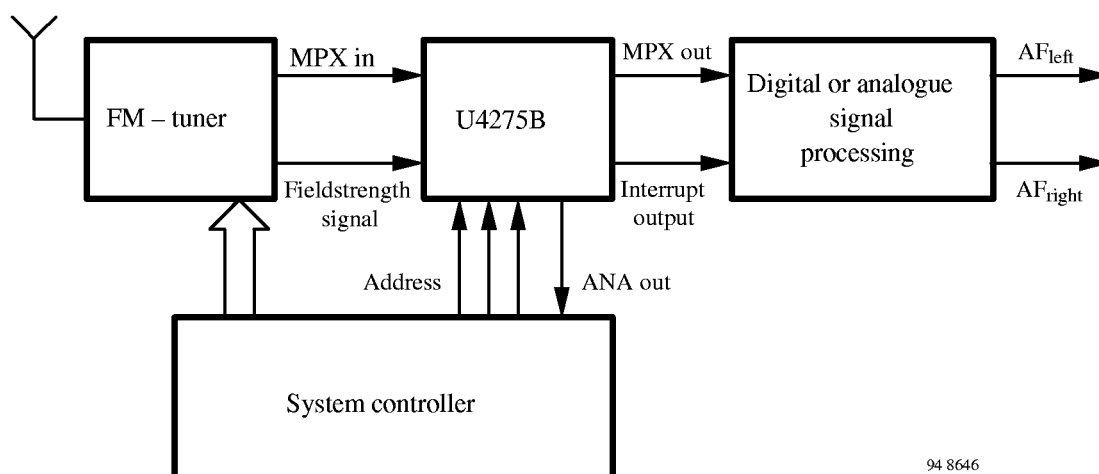 MPX in
MPX out
AFleft
FM – tuner
U4275B
Digital or analogue
signal
processing
Fieldstrength
signal
Interrupt
output
AFright
Address
ANA out
System controller
94 8646